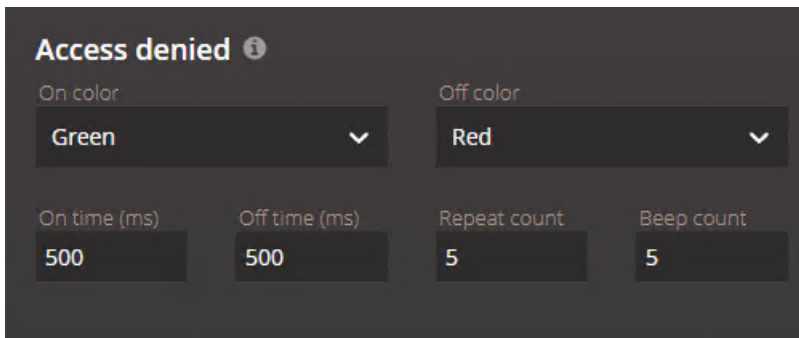 Access denied
On color Off color
Green Red
On time (ms) Off time (ms) Repeat count Beep count
500 500 5 5